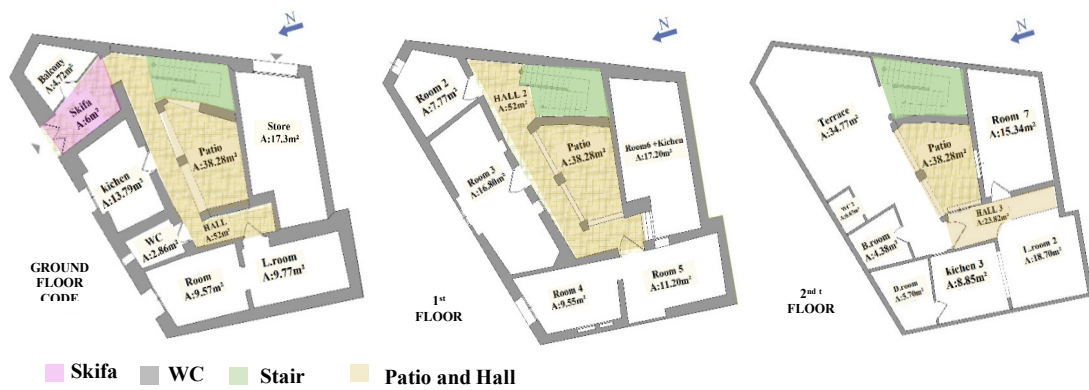 N
Balcony
A:4.72m²
Skifa
A:6m²
Patio
A:38.28m²
Store
A:17.3m²
kichen
A:13.79m²
HALL
A:52m²
WC
A:2.86m²
L.room
A:9.77m²
Room
A:9.57m²
GROUND
FLOOR
CODE
N
Room 2
A:7.77m²
HALL 2
A:52m²
Patio
A:38.28m²
Room6 +Kichen
A:17.20m²
Room 3
A:16.80m²
Room 5
A:11.20m²
Room 4
A:9.55m²
1st
FLOOR
N
Terrace
A:34.77m²
Room 7
A:15.34m²
Patio
A:38.28m²
HALL 3
A:23.82m²
B.room
A:4.28m²
L.room 2
A:18.70m²
kichen 3
A:8.85m²
D.room
A:5.70m²
2nd t
FLOOR
Skifa
WC
Stair
Patio and Hall